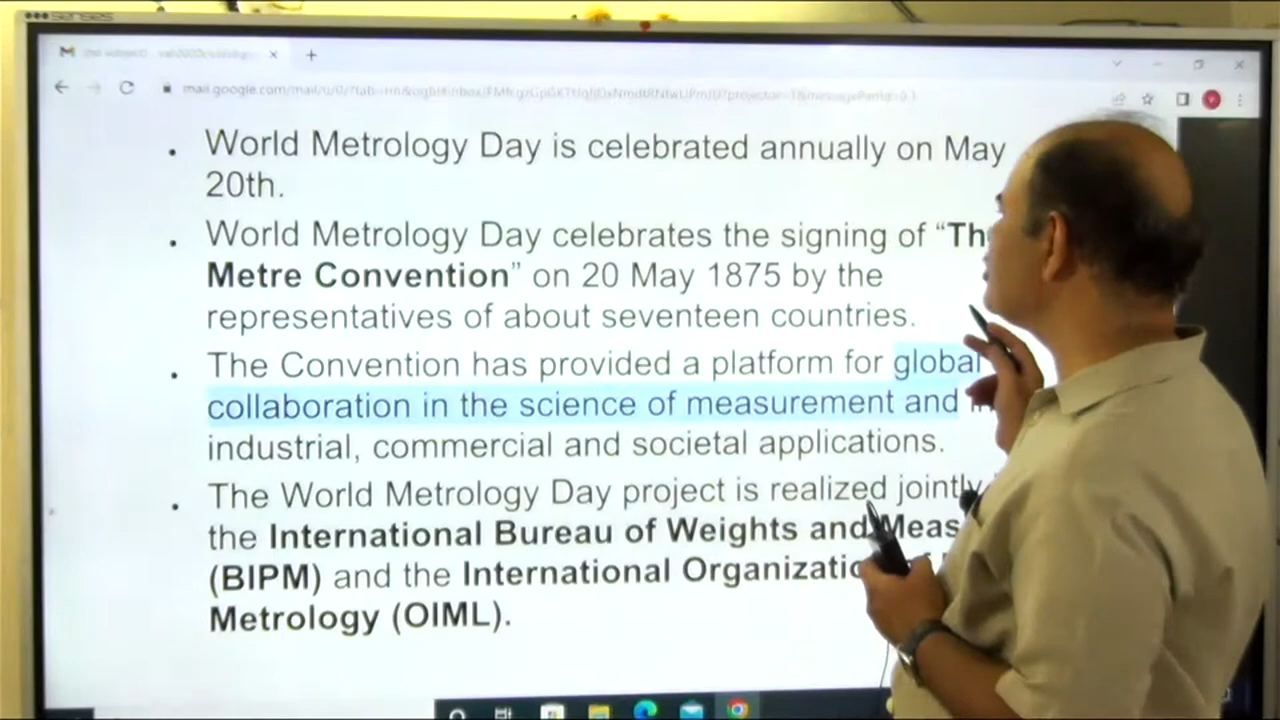 senses
World Metrology Day is celebrated annually on May
20th.
World Metrology Day celebrates the signing of “Th
Metre Convention” on 20 May 1875 by the
representatives of about seventeen countries.
The Convention has provided a platform for global
collaboration in the science of measurement and
industrial, commercial and societal applications.
The World Metrology Day project is realized jointly
the International Bureau of Weights and Meas
(BIPM) and the International Organizatio
Metrology (OIML).